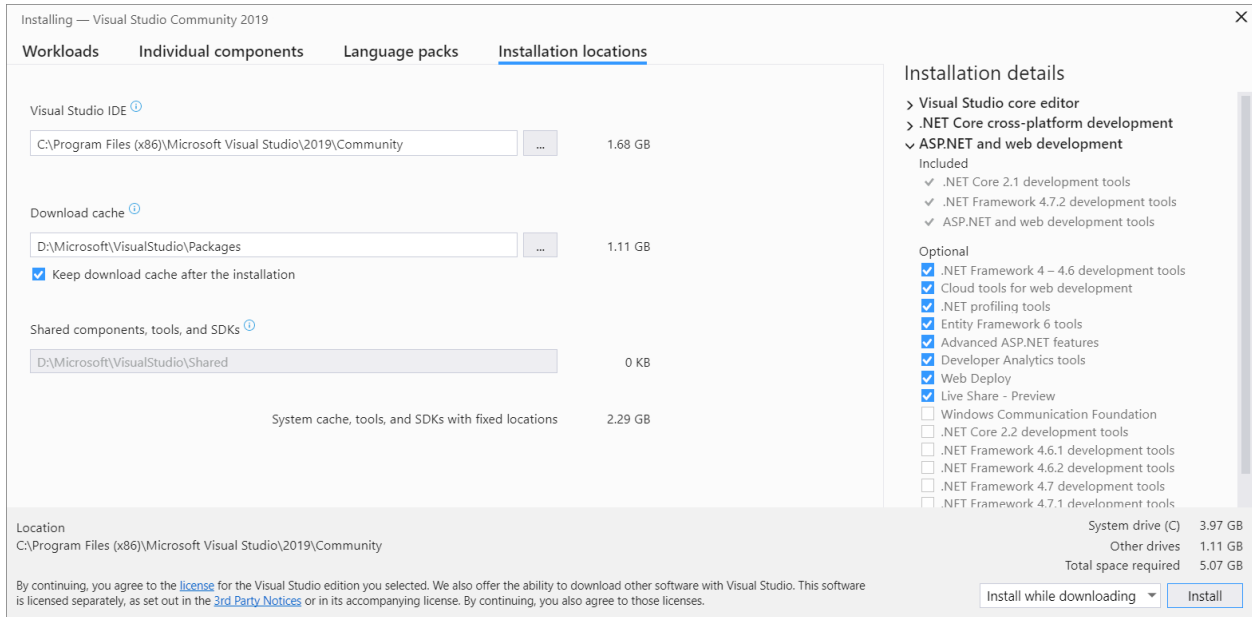 Installing — Visual Studio Community 2019
Workloads
Individual components
Language packs
Installation locations
Visual Studio IDE
C:\Program Files (x86)\Microsoft Visual Studio\2019\Community
...
1.68 GB
Download cache
D:\Microsoft\VisualStudio\Packages
...
1.11 GB
Keep download cache after the installation
Shared components, tools, and SDKs
D:\Microsoft\VisualStudio\Shared
0 KB
System cache, tools, and SDKs with fixed locations
2.29 GB
Installation details
Visual Studio core editor
.NET Core cross-platform development
ASP.NET and web development
Included
.NET Core 2.1 development tools
.NET Framework 4.7.2 development tools
ASP.NET and web development tools
Optional
.NET Framework 4 – 4.6 development tools
Cloud tools for web development
.NET profiling tools
Entity Framework 6 tools
Advanced ASP.NET features
Developer Analytics tools
Web Deploy
Live Share - Preview
Windows Communication Foundation
.NET Core 2.2 development tools
.NET Framework 4.6.1 development tools
.NET Framework 4.6.2 development tools
.NET Framework 4.7 development tools
.NET Framework 4.7.1 development tools
Location
C:\Program Files (x86)\Microsoft Visual Studio\2019\Community
System drive (C) 3.97 GB
Other drives 1.11 GB
Total space required 5.07 GB
By continuing, you agree to the license for the Visual Studio edition you selected. We also offer the ability to download other software with Visual Studio. This software
is licensed separately, as set out in the 3rd Party Notices or in its accompanying license. By continuing, you also agree to those licenses.
Install while downloading
Install